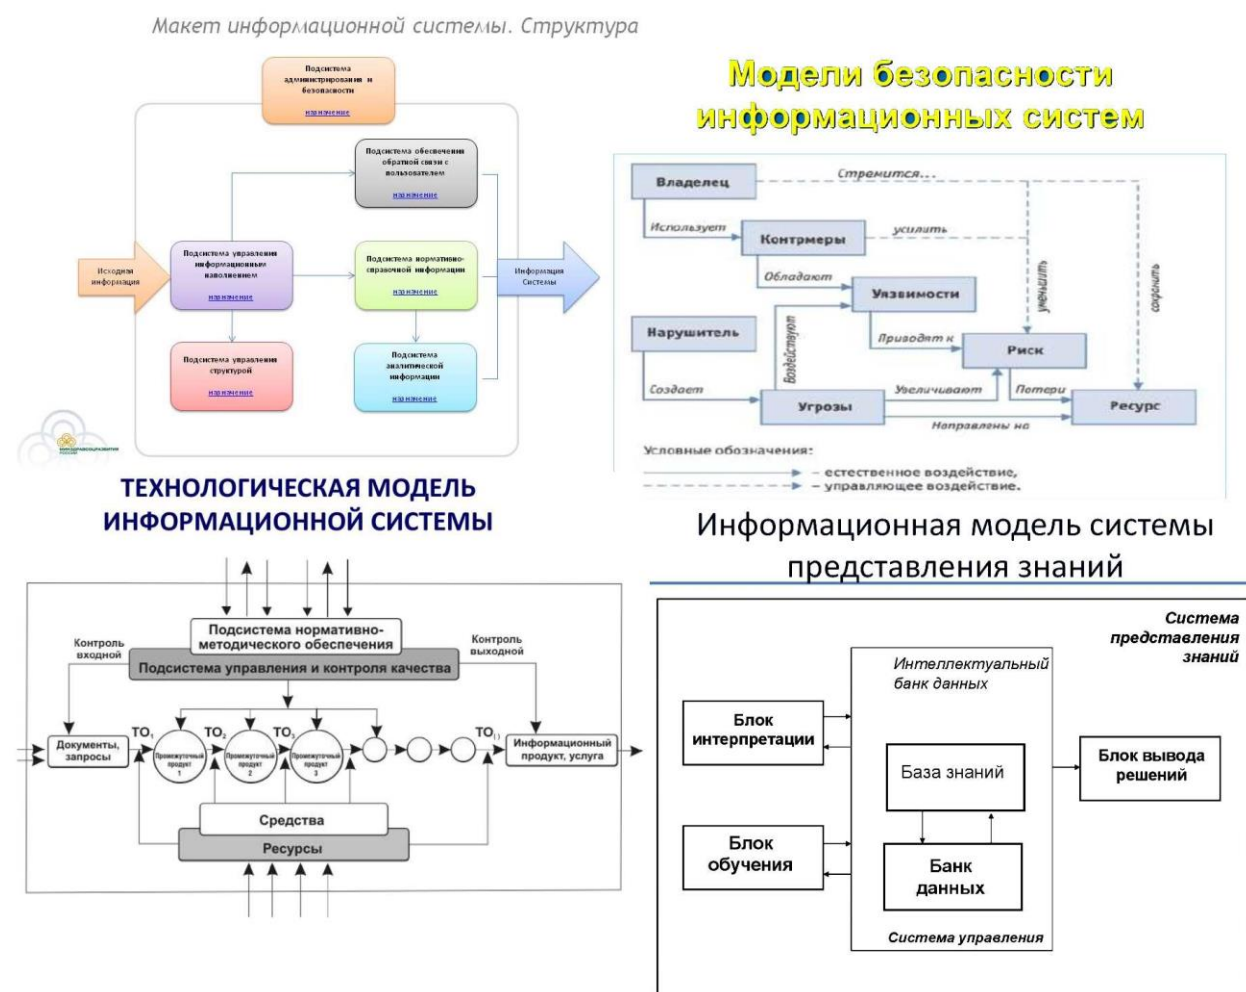 Макет информационной системы. Структура
Подсистема
администрирования и
безопасности
назначение
Подсистема обеспечения
обратной связи с
пользователем
назначение
Исходная
информация
Подсистема управления
информационным
наполнением
назначение
Подсистема нормативно-
справочной информации
назначение
Информация
Системы
Подсистема управления
структурой
назначение
Подсистема
аналитической
информации
назначение
Модели безопасности
информационных систем
Владелец
Стремится...
Использует
Контрмеры
усилить
Обладают
Уязвимости
уменьшить
сохранить
Нарушитель
Воздействуют
Приводят к
Риск
Создает
Угрозы
Увеличивают
Потери
Ресурс
Направлены на
Условные обозначения:
– естественное воздействие,
– управляющее воздействие.
ТЕХНОЛОГИЧЕСКАЯ МОДЕЛЬ
ИНФОРМАЦИОННОЙ СИСТЕМЫ
Подсистема нормативно-
методического обеспечения
Подсистема управления и контроля качества
Контроль
входной
Контроль
выходной
Документы,
запросы
ТО1
Промежуточный
продукт
1
ТО2
Промежуточный
продукт
2
ТО3
Промежуточный
продукт
3
Информационный
продукт, услуга
Средства
Ресурсы
Информационная модель системы
представления знаний
Система
представления
знаний
Интеллектуальный
банк данных
Блок
интерпретации
База знаний
Блок вывода
решений
Блок
обучения
Банк
данных
Система управления